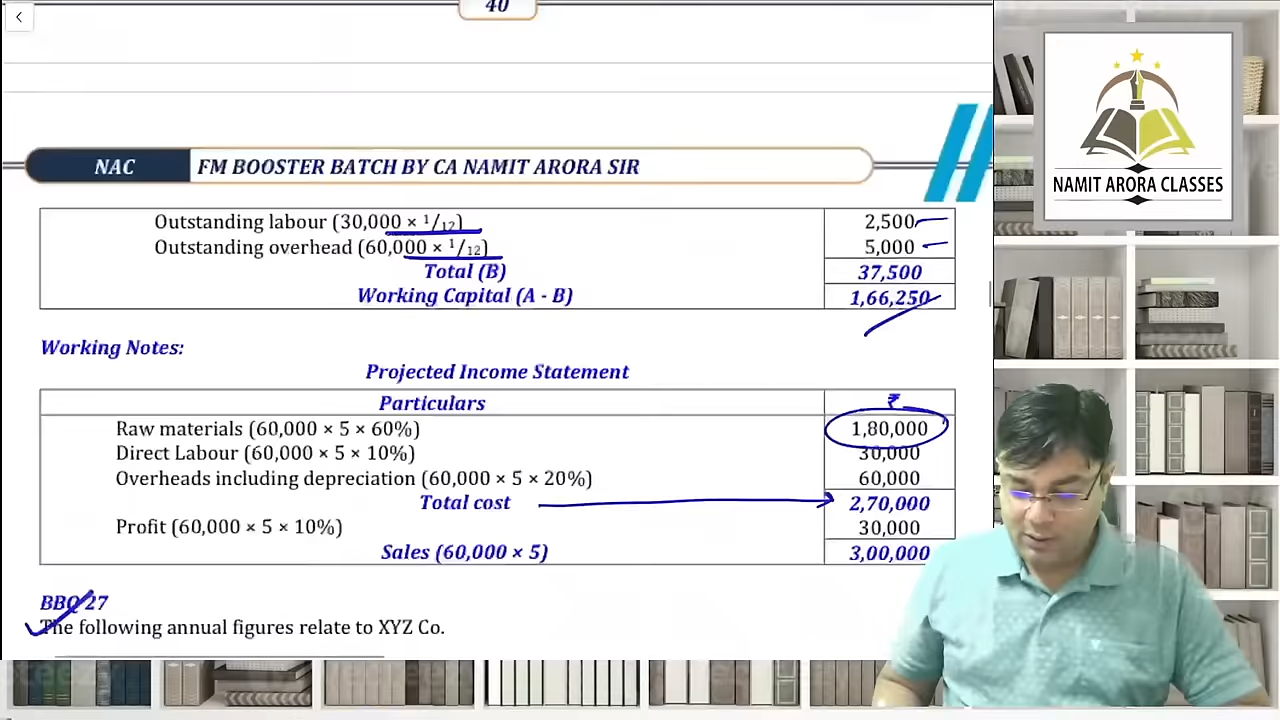 40
NAC FM BOOSTER BATCH BY CA NAMIT ARORA SIR
NAMIT ARORA CLASSES
Outstanding labour (30,000 × 1/12) 2,500
Outstanding overhead (60,000 × 1/12) 5,000
Total (B) 37,500
Working Capital (A - B) 1,66,250
Working Notes:
Projected Income Statement
Particulars ₹
Raw materials (60,000 × 5 × 60%) 1,80,000
Direct Labour (60,000 × 5 × 10%) 30,000
Overheads including depreciation (60,000 × 5 × 20%) 60,000
Total cost 2,70,000
Profit (60,000 × 5 × 10%) 30,000
Sales (60,000 × 5) 3,00,000
BBQ 27
The following annual figures relate to XYZ Co.